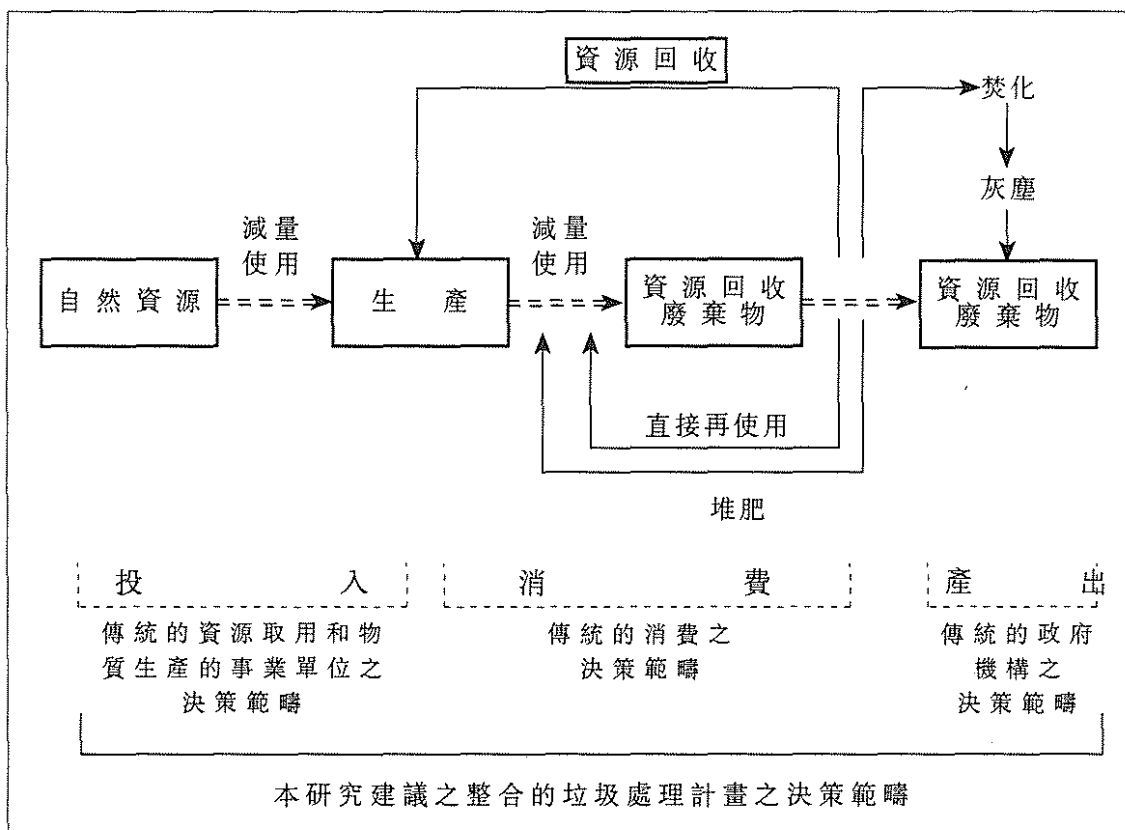 資源回收
焚化
灰塵
減量
使用
減量
使用
自然資源
生產
資源回收
廢棄物
資源回收
廢棄物
直接再使用
堆肥
投入
消費
產出
傳統的資源取用和物
質生產的事業單位之
決策範疇
傳統的消費之
決策範疇
傳統的政府
機構之
決策範疇
本研究建議之整合的垃圾處理計畫之決策範疇